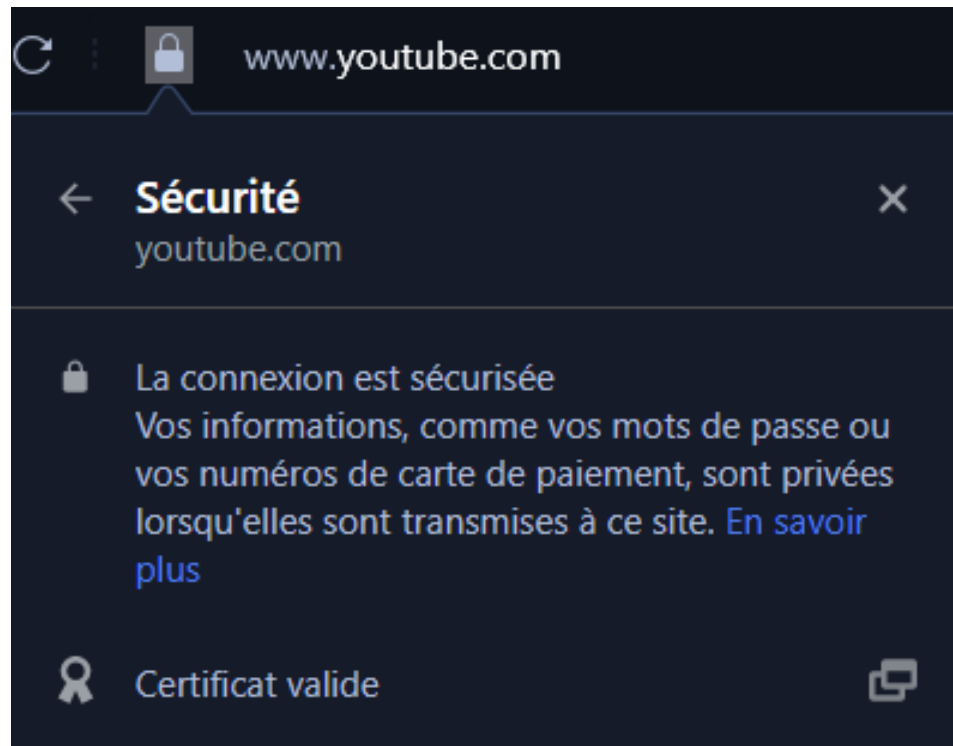 www.youtube.com
Sécurité
youtube.com
La connexion est sécurisée
Vos informations, comme vos mots de passe ou
vos numéros de carte de paiement, sont privées
lorsqu'elles sont transmises à ce site. En savoir
plus
Certificat valide